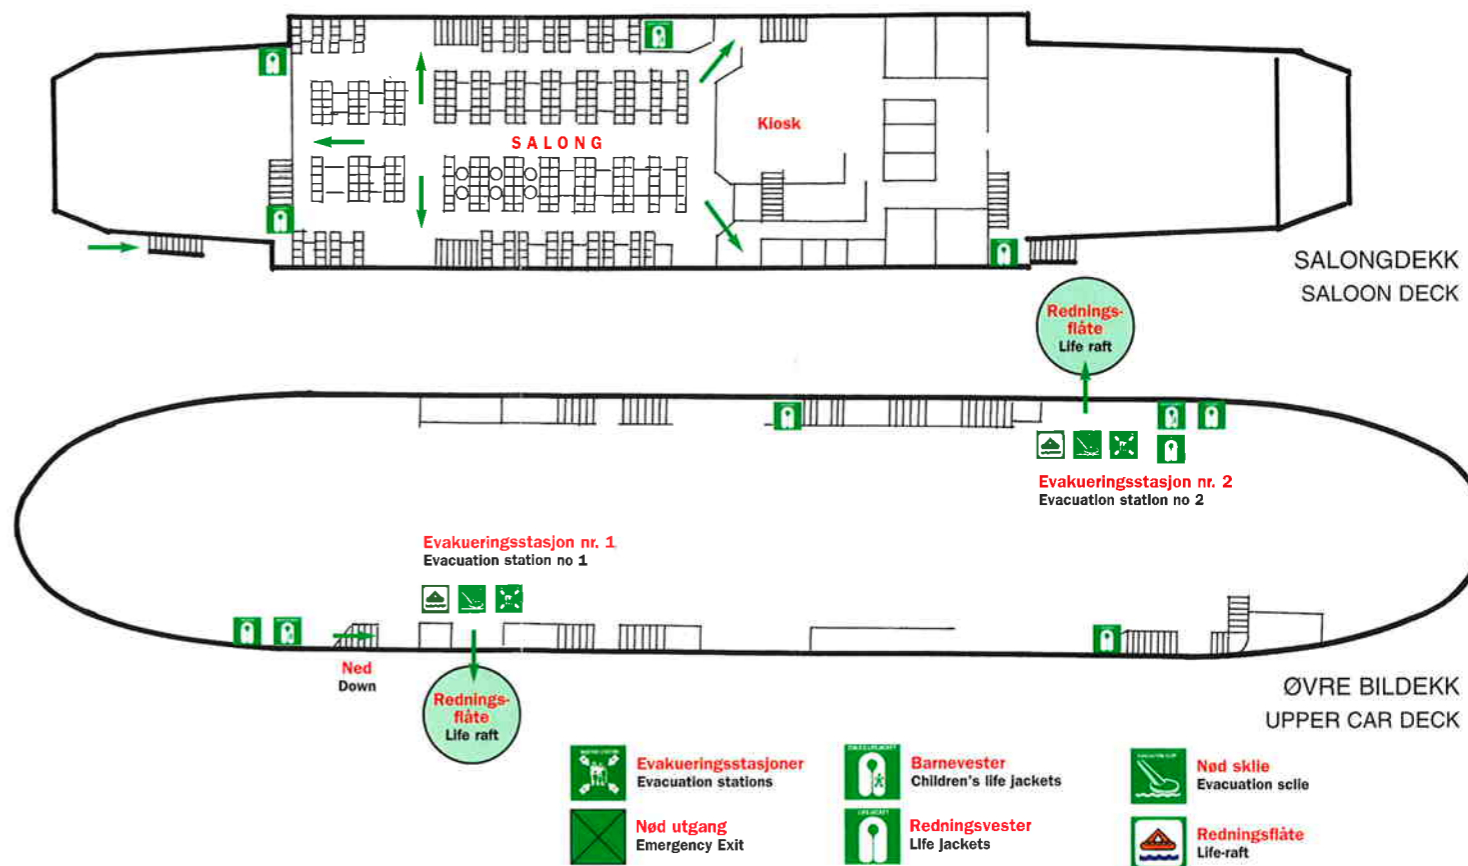 SALONG
Kiosk
SALONGDEKK
SALOON DECK
Rednings-
flåte
Life raft
Evakueringsstasjon nr. 2
Evacuation station no 2
Evakueringsstasjon nr. 1
Evacuation station no 1
Ned
Down
Rednings-
flåte
Life raft
ØVRE BILDEKK
UPPER CAR DECK
Evakueringsstasjoner
Evacuation stations
Barnevester
Children's life jackets
Nød sklie
Evacuation sclie
Nød utgang
Emergency Exit
Redningsvester
Life jackets
Redningsflåte
Life-raft